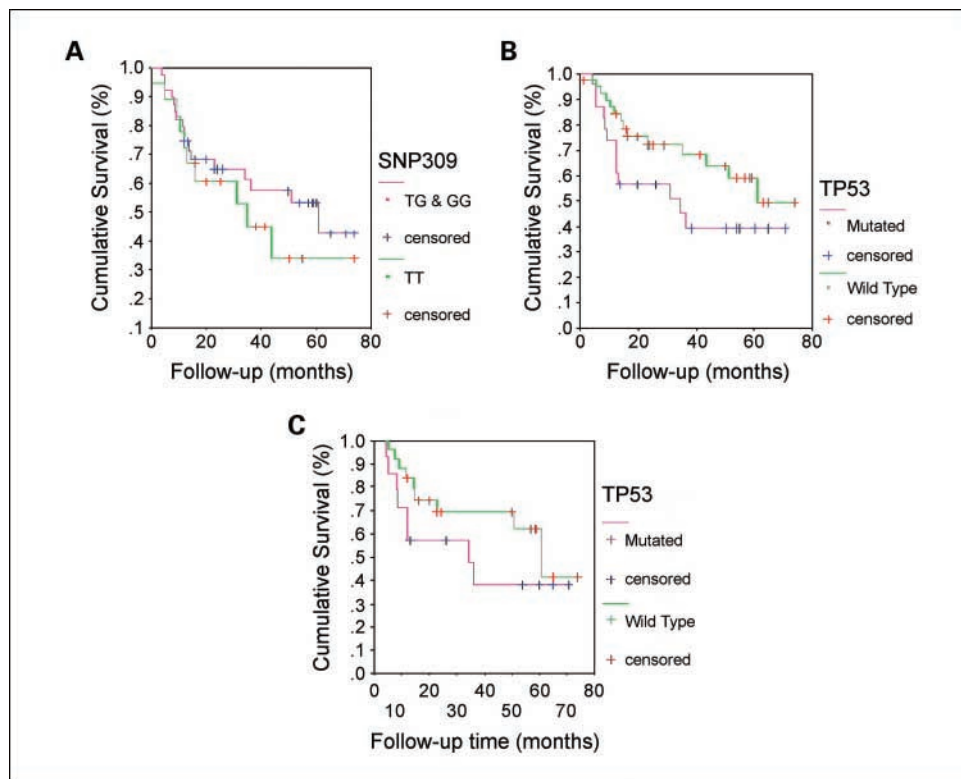 A
Cumulative Survival (%)
1.0
.9
.8
.7
.6
.5
.4
.3
.2
.1
0 20 40 60 80
Follow-up (months)
SNP309
TG & GG
censored
TT
censored
B
Cumulative Survival (%)
1.0
.9
.8
.7
.6
.5
.4
.3
.2
.1
.0
0 10 20 30 40 50 60 70 80
Follow-up (months)
TP53
Mutated
censored
Wild Type
censored
C
Cumulative Survival (%)
1.0
.9
.8
.7
.6
.5
.4
.3
.2
.1
.0
0 20 40 60 80
10 30 50 70
Follow-up time (months)
TP53
Mutated
censored
Wild Type
censored